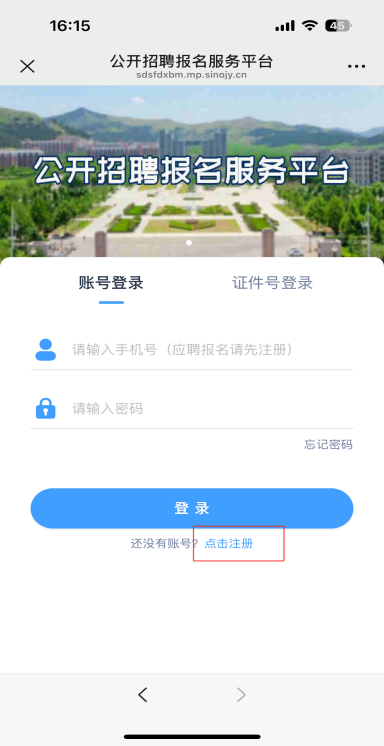 16:15
45
公开招聘报名服务平台
sdsfdxbm.mp.sinojy.cn
公开招聘报名服务平台
账号登录 证件号登录
请输入手机号（应聘报名请先注册）
请输入密码
忘记密码
登 录
还没有账号？点击注册